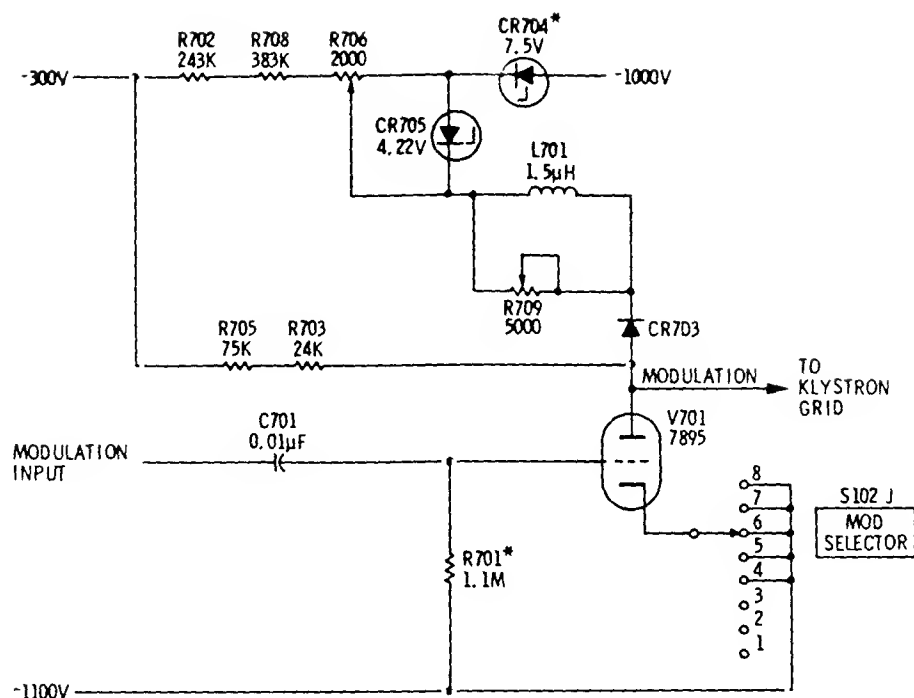 CR704*
7.5V
R702
243K
R708
383K
R706
2000
-300V
-1000V
CR705
4.22V
L701
1.5µH
R709
5000
CR703
R705
75K
R703
24K
MODULATION
TO
KLYSTRON
GRID
C701
0.01µF
V701
7895
MODULATION
INPUT
8
7
6
5
4
3
2
1
S102 J
MOD
SELECTOR
R701*
1.1M
-1100V